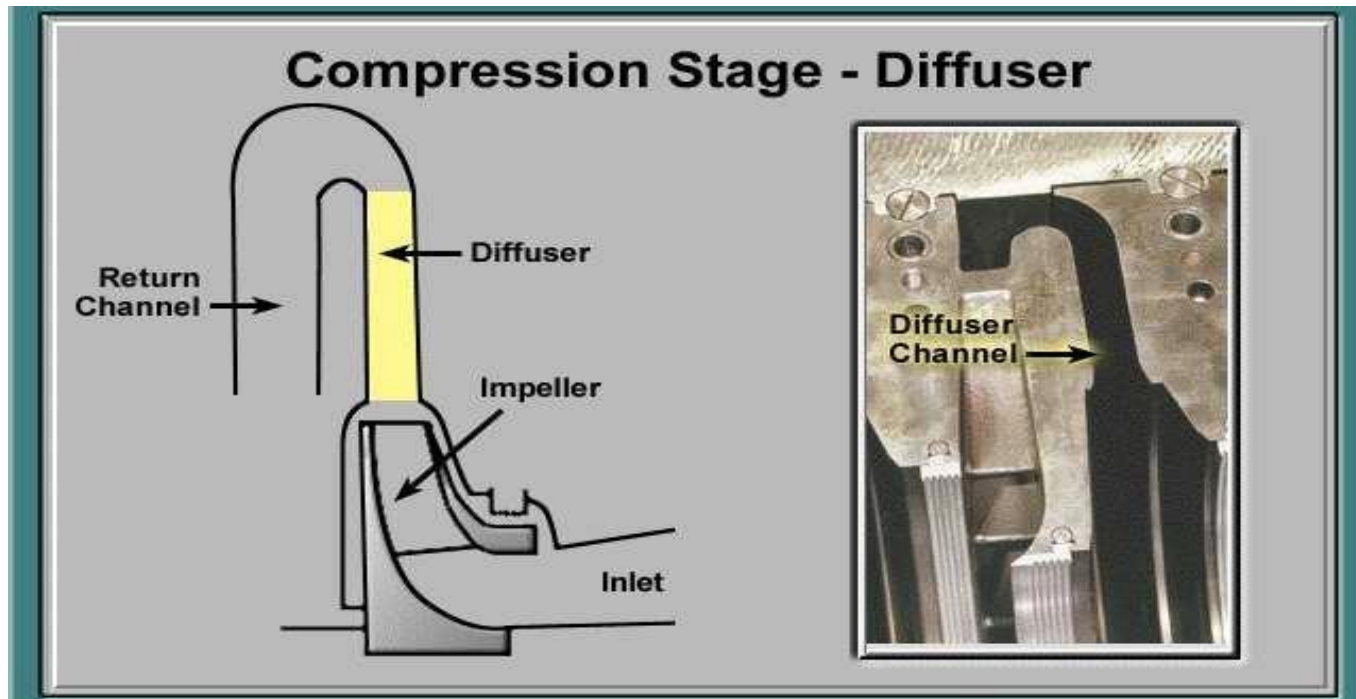 Compression Stage - Diffuser
Diffuser
Return
Channel
Impeller
Inlet
Diffuser
Channel